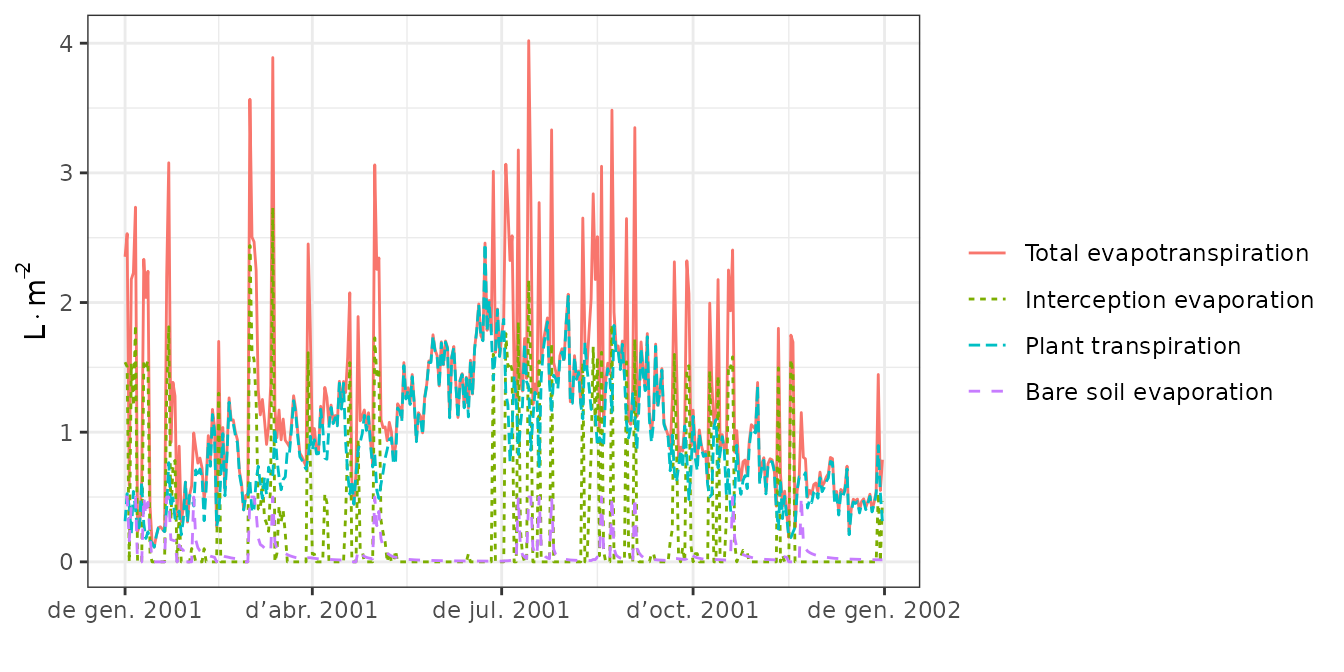 L · m⁻²
4
3
2
1
0
de gen. 2001
d’abr. 2001
de jul. 2001
d’oct. 2001
de gen. 2002
Total evapotranspiration
Interception evaporation
Plant transpiration
Bare soil evaporation